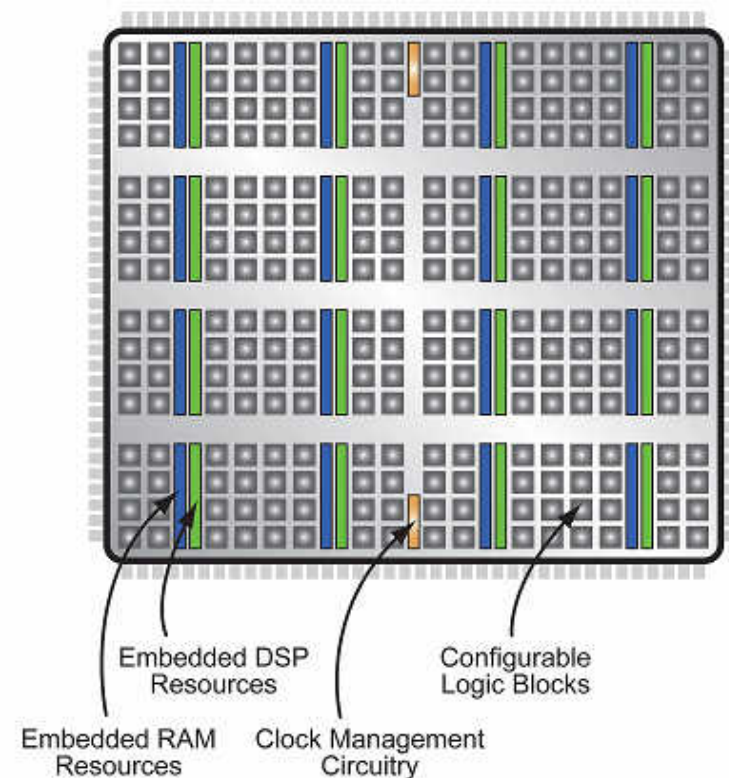 Embedded DSP
Resources
Configurable
Logic Blocks
Embedded RAM
Resources
Clock Management
Circuitry